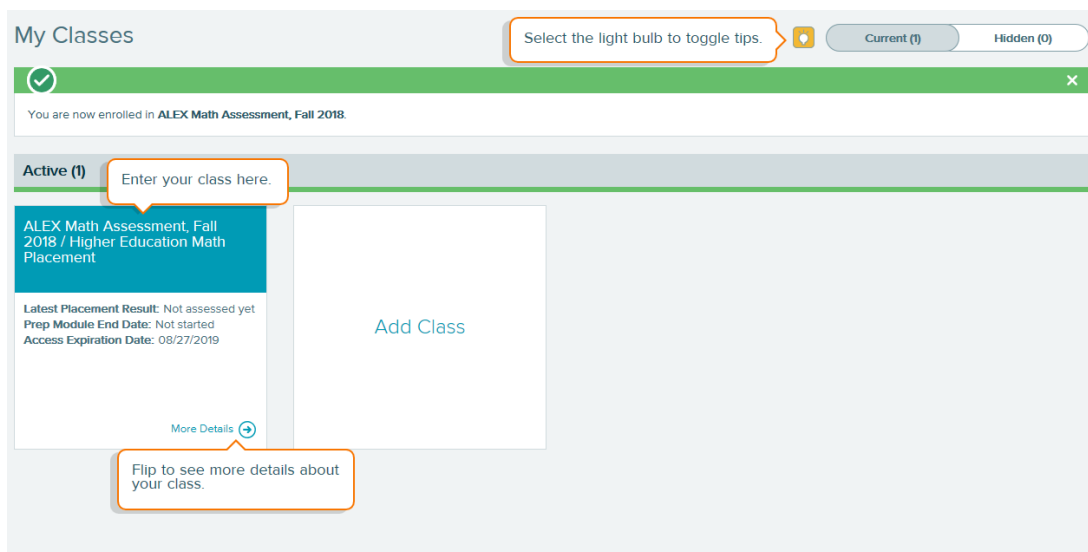 My Classes
Select the light bulb to toggle tips.
Current (1)
Hidden (0)
You are now enrolled in ALEX Math Assessment, Fall 2018.
Active (1)
Enter your class here.
ALEX Math Assessment, Fall
2018 / Higher Education Math
Placement
Latest Placement Result: Not assessed yet
Prep Module End Date: Not started
Access Expiration Date: 08/27/2019
More Details
Add Class
Flip to see more details about
your class.